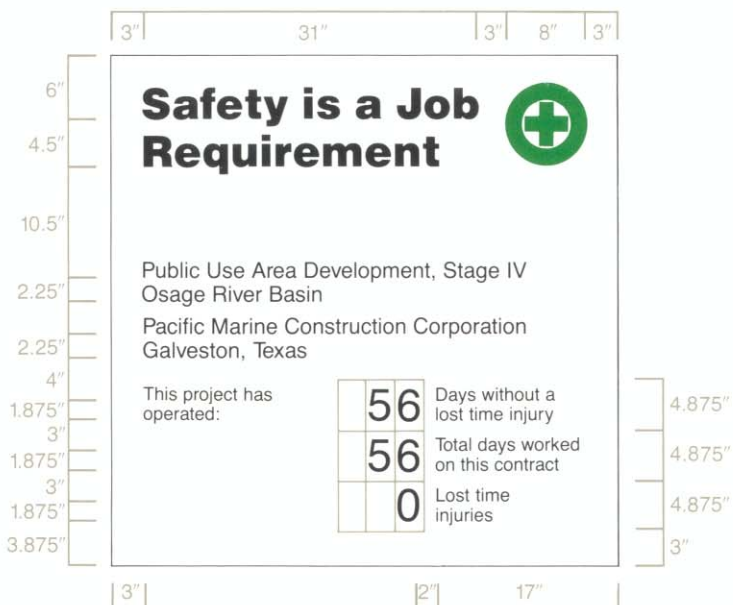 3" 31" 3" 8" 3"
6"
4.5"
10.5"
2.25"
2.25"
4"
1.875"
3"
1.875"
3"
1.875"
3.875"
Safety is a Job
Requirement
Public Use Area Development, Stage IV
Osage River Basin
Pacific Marine Construction Corporation
Galveston, Texas
This project has
operated:
56 Days without a
lost time injury
56 Total days worked
on this contract
0 Lost time
injuries
4.875"
4.875"
4.875"
3"
3" 2" 17"